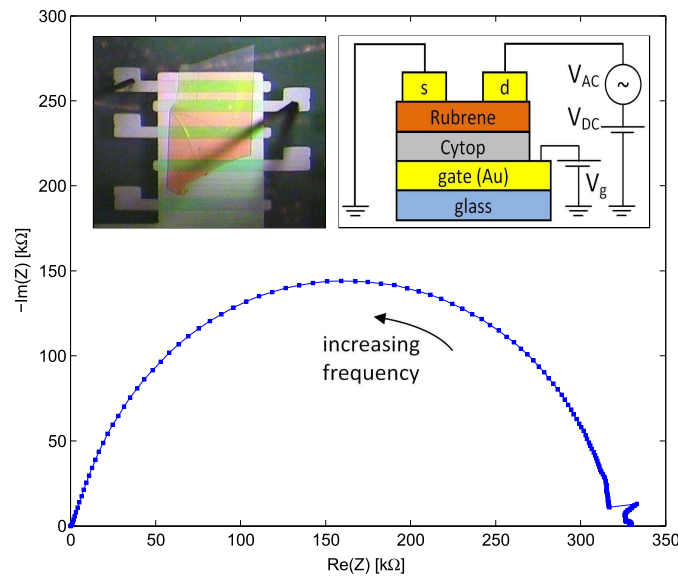 300
250
200
150
100
50
0
−Im(Z) [kΩ]
s
d
Rubrene
Cytop
gate (Au)
glass
V_AC
~
V_DC
V_g
increasing
frequency
0
50
100
150
200
250
300
350
Re(Z) [kΩ]